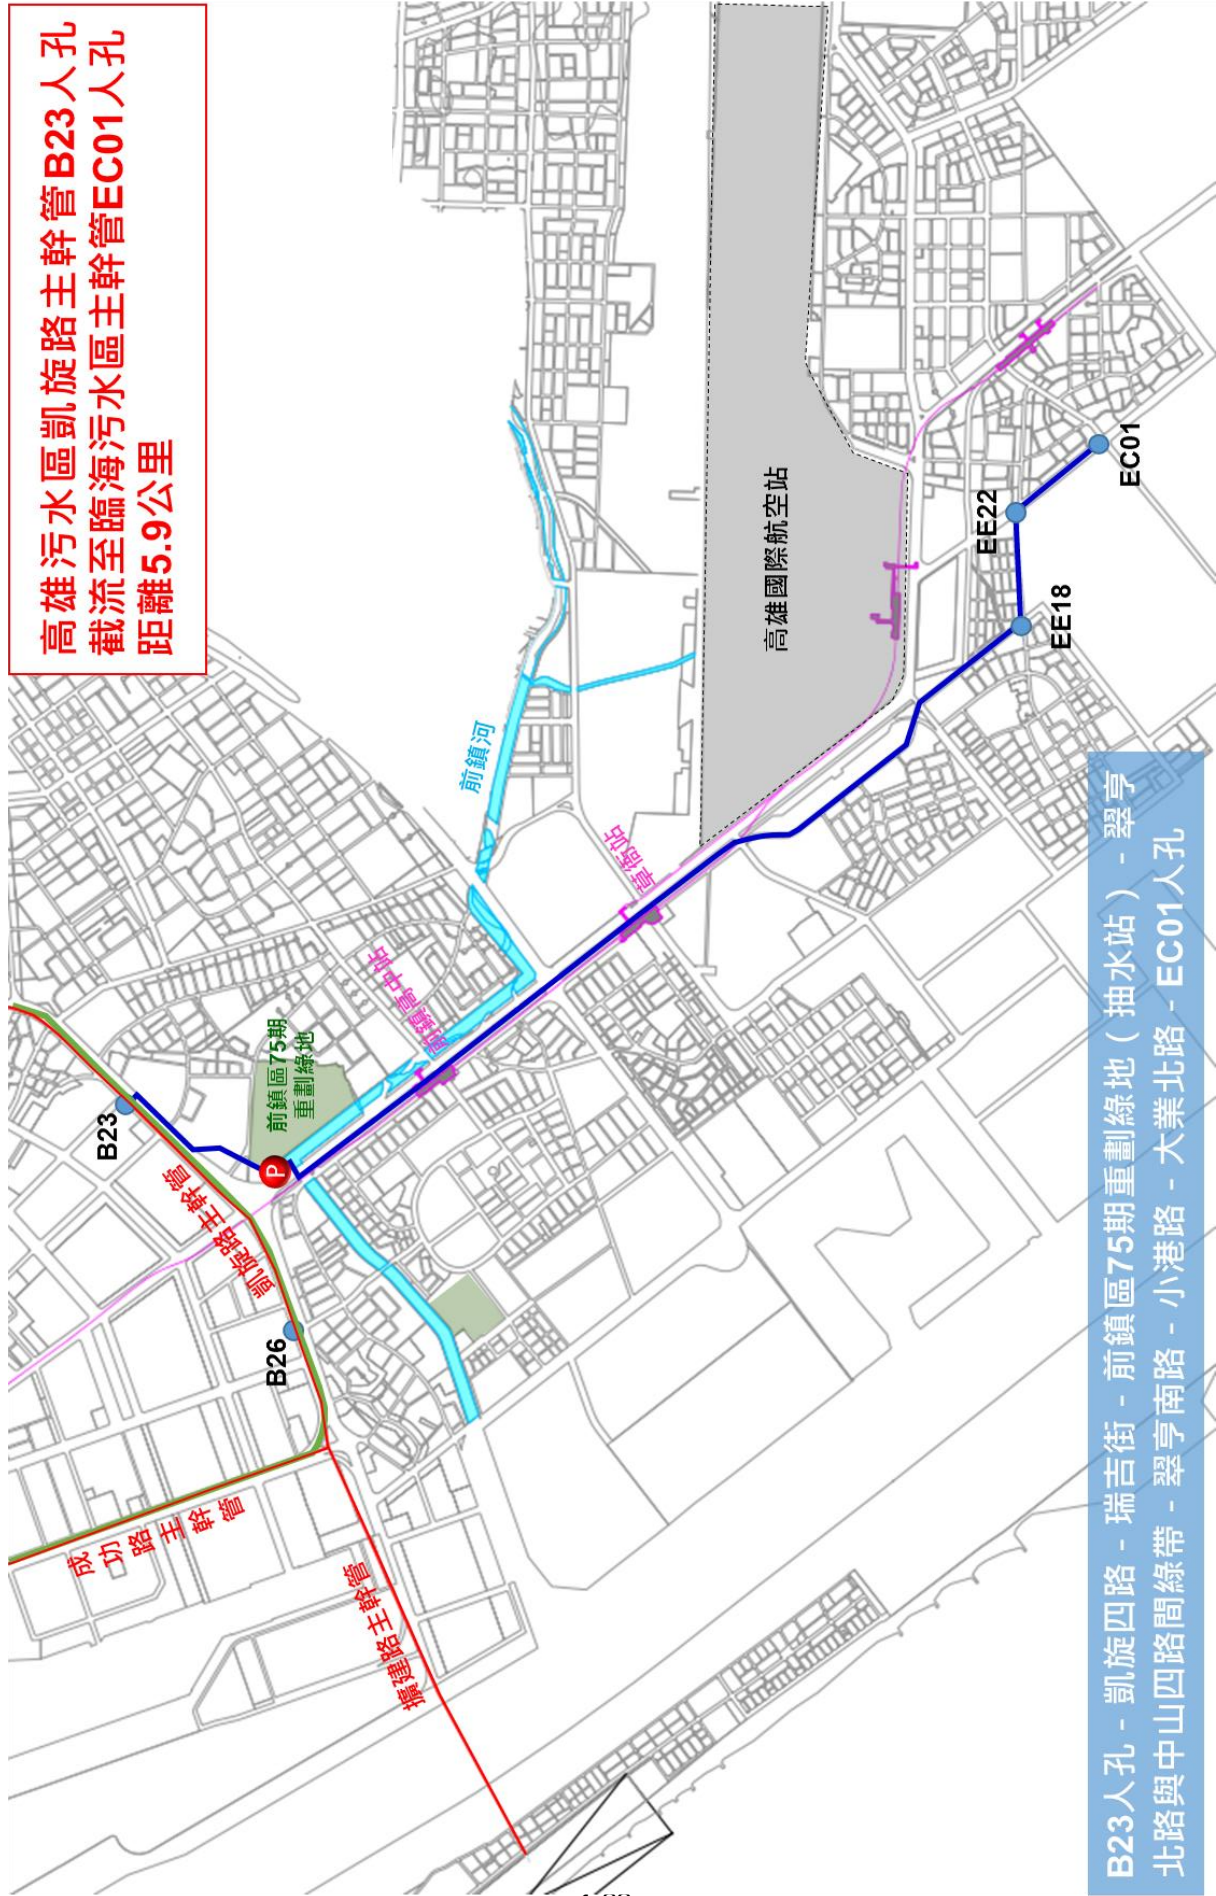 高雄污水區凱旋路主幹管B23人孔
截流至臨海污水區主幹管EC01人孔
距離5.9公里
成功路主幹管
擴建路主幹管
B26
凱旋路主幹管
B23
P
前鎮區75期
重劃綠地
前鎮高中站
前鎮河
草衙站
高雄國際航空站
EE18
EE22
EC01
B23人孔 - 凱旋四路 - 瑞吉街 - 前鎮區75期重劃綠地（抽水站）- 翠亨
北路與中山四路間綠帶 - 翠亨南路 - 小港路 - 大業北路 - EC01人孔